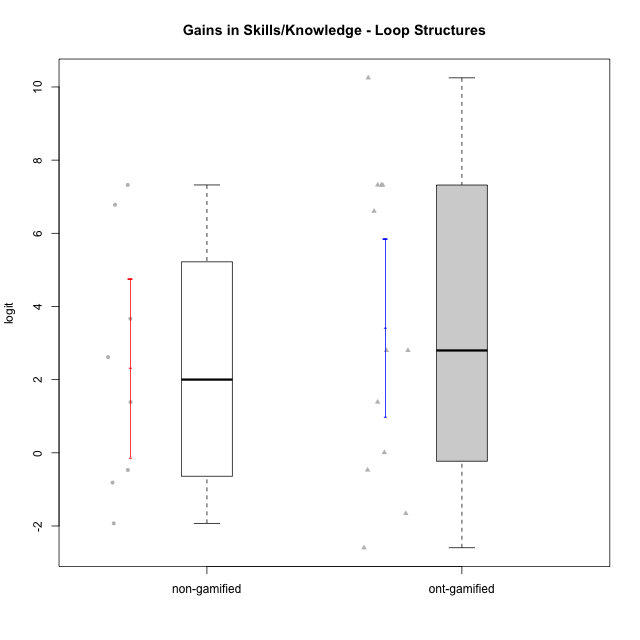 Gains in Skills/Knowledge - Loop Structures
logit
10
8
6
4
2
0
-2
non-gamified
ont-gamified